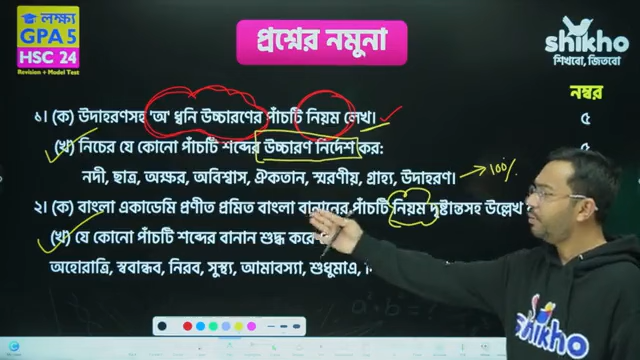 লক্ষ্য
GPA 5
HSC 24
Revision + Model Test
প্রশ্নের নমুনা
shikho
শিখবো, জিতবো
নম্বর
১। (ক) উদাহরণসহ 'অ' ধ্বনি উচ্চারণের পাঁচটি নিয়ম লেখ। ৫
(খ) নিচের যে কোনো পাঁচটি শব্দের উচ্চারণ নির্দেশ কর: ৫
নদী, ছাত্র, অক্ষর, অবিশ্বাস, ঐকতান, স্মরণীয়, গ্রাহ্য, উদাহরণ। → 100%
২। (ক) বাংলা একাডেমি প্রণীত প্রমিত বাংলা বানানের পাঁচটি নিয়ম দৃষ্টান্তসহ উল্লেখ
(খ) যে কোনো পাঁচটি শব্দের বানান শুদ্ধ করে
অহোরাত্রি, স্ববান্ধব, নিরব, সুস্থ্য, আমাবস্যা, শুধুমাত্র,
shikho